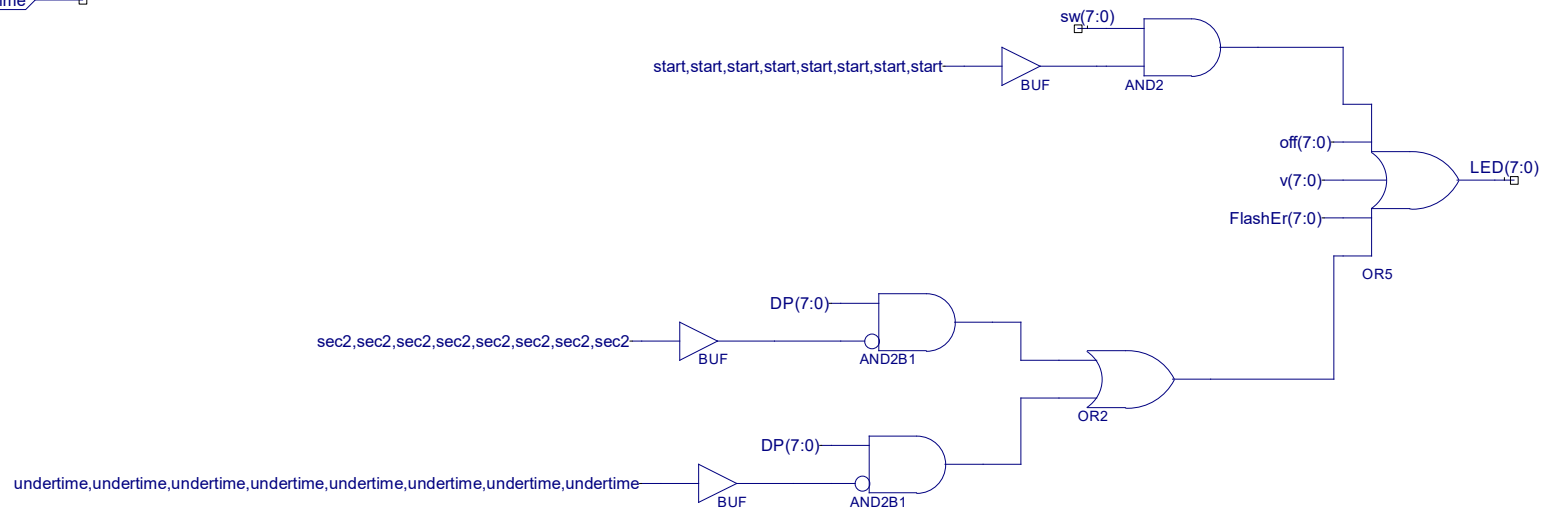 ime
sw(7:0)
start,start,start,start,start,start,start,start
BUF
AND2
off(7:0)
v(7:0)
LED(7:0)
FlashEr(7:0)
OR5
DP(7:0)
sec2,sec2,sec2,sec2,sec2,sec2,sec2,sec2
BUF
AND2B1
OR2
DP(7:0)
undertime,undertime,undertime,undertime,undertime,undertime,undertime,undertime
BUF
AND2B1